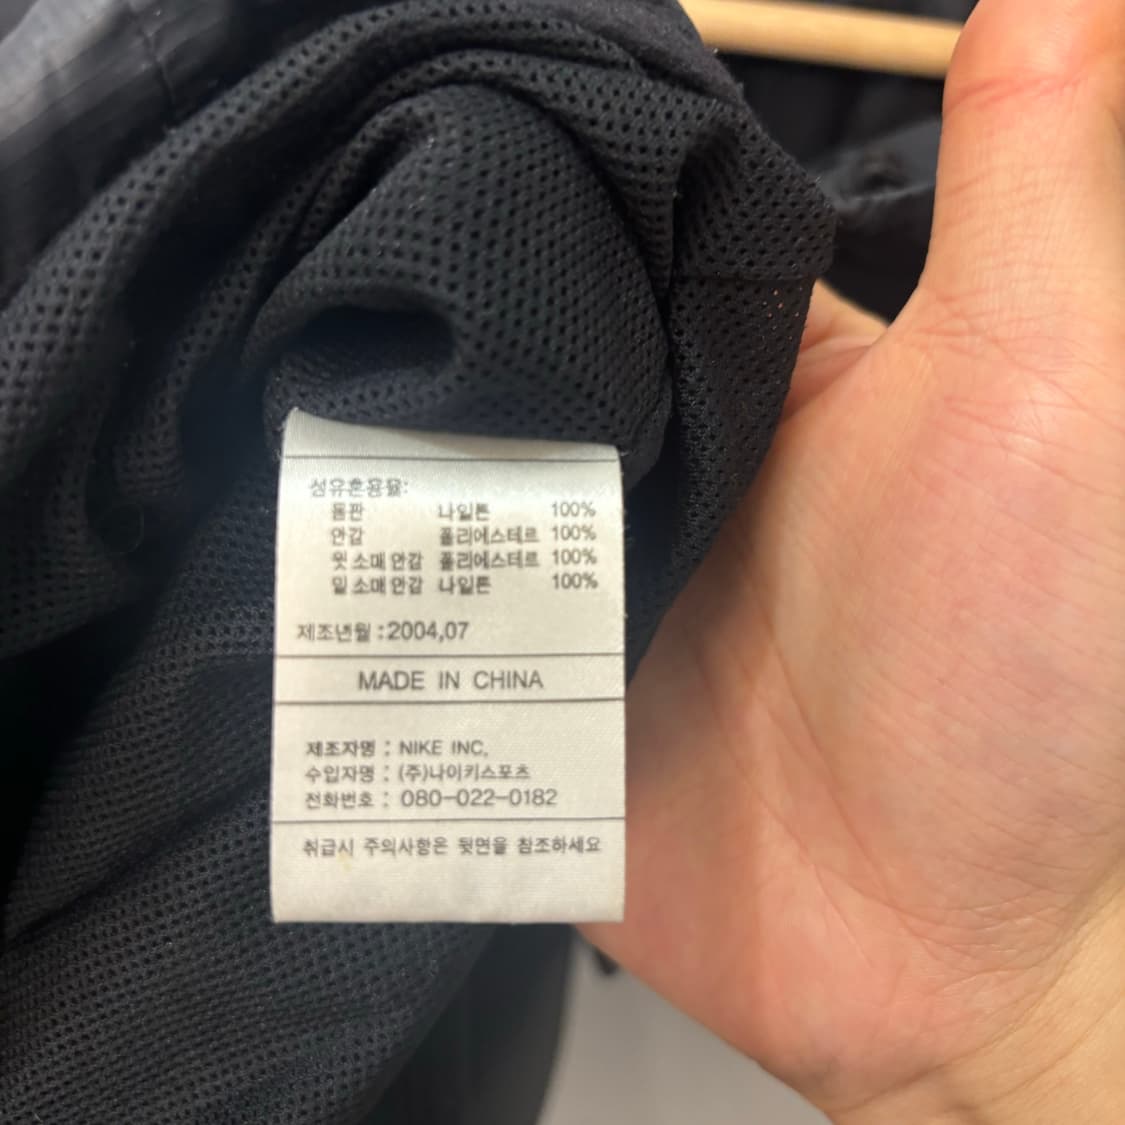 섬유혼용율:
몸판 나일론 100%
안감 폴리에스테르 100%
윗 소매 안감 폴리에스테르 100%
밑 소매 안감 나일론 100%
제조년월 : 2004,07
MADE IN CHINA
제조자명 : NIKE INC,
수입자명 : (주)나이키스포츠
전화번호 : 080-022-0182
취급시 주의사항은 뒷면을 참조하세요